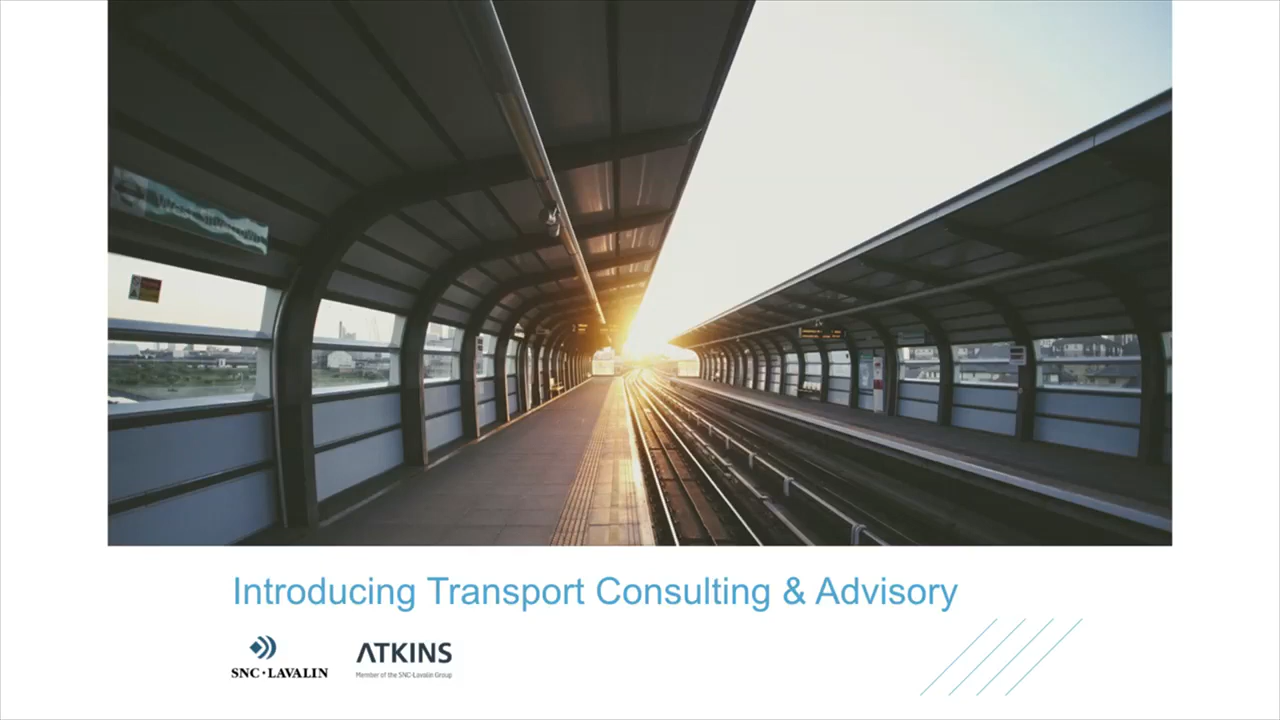 Introducing Transport Consulting & Advisory
SNC·LAVALIN
ATKINS
Member of the SNC-Lavalin Group